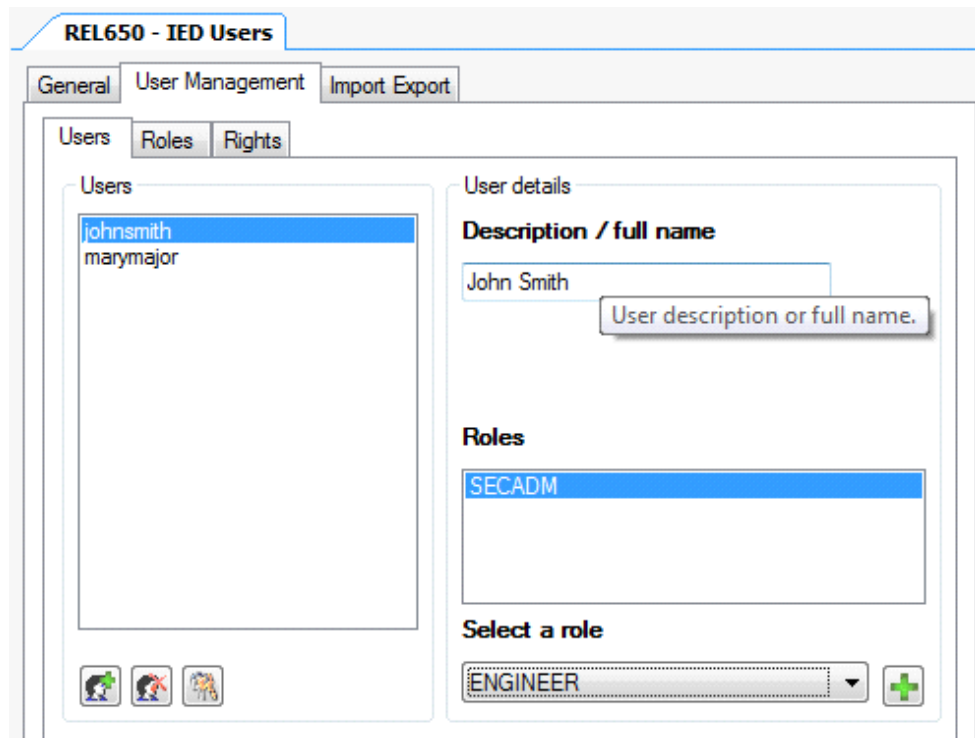 REL650 - IED Users
General User Management Import Export
Users Roles Rights
Users
johnsmith
marymajor
User details
Description / full name
John Smith
User description or full name.
Roles
SECADM
Select a role
ENGINEER